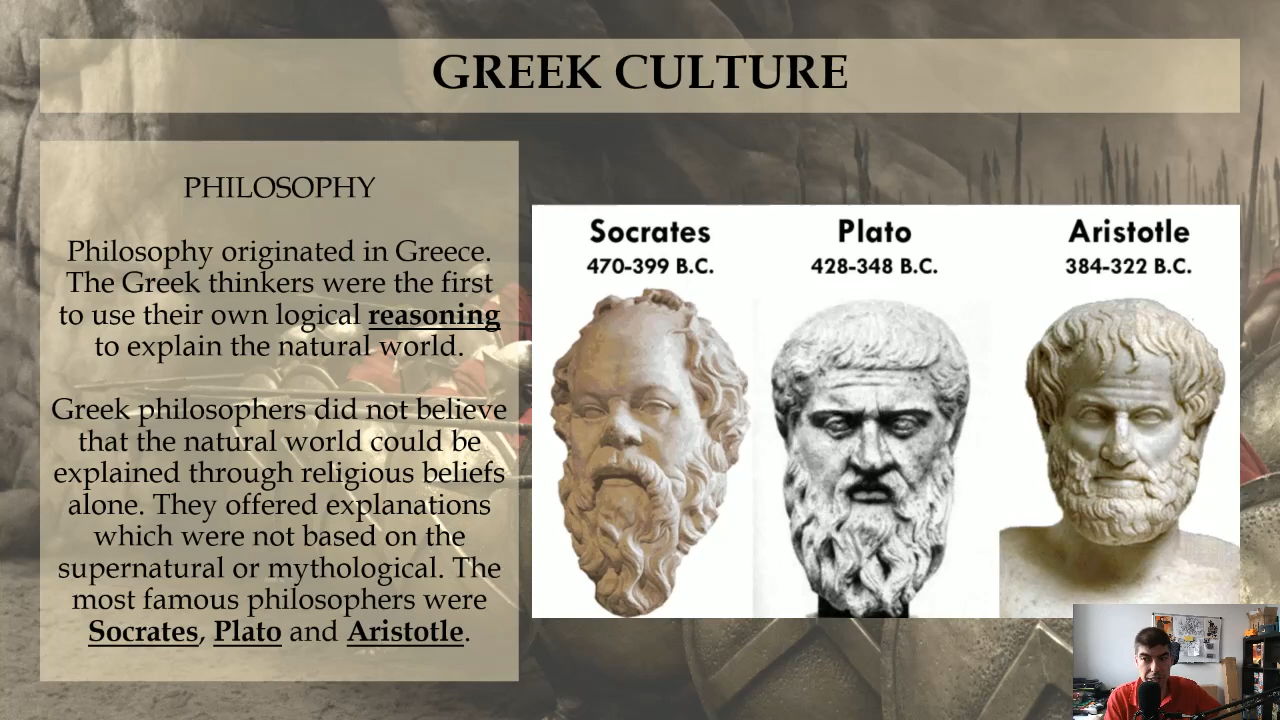 GREEK CULTURE
PHILOSOPHY
Philosophy originated in Greece.
The Greek thinkers were the first
to use their own logical reasoning
to explain the natural world.
Greek philosophers did not believe
that the natural world could be
explained through religious beliefs
alone. They offered explanations
which were not based on the
supernatural or mythological. The
most famous philosophers were
Socrates, Plato and Aristotle.
Socrates
470-399 B.C.
Plato
428-348 B.C.
Aristotle
384-322 B.C.